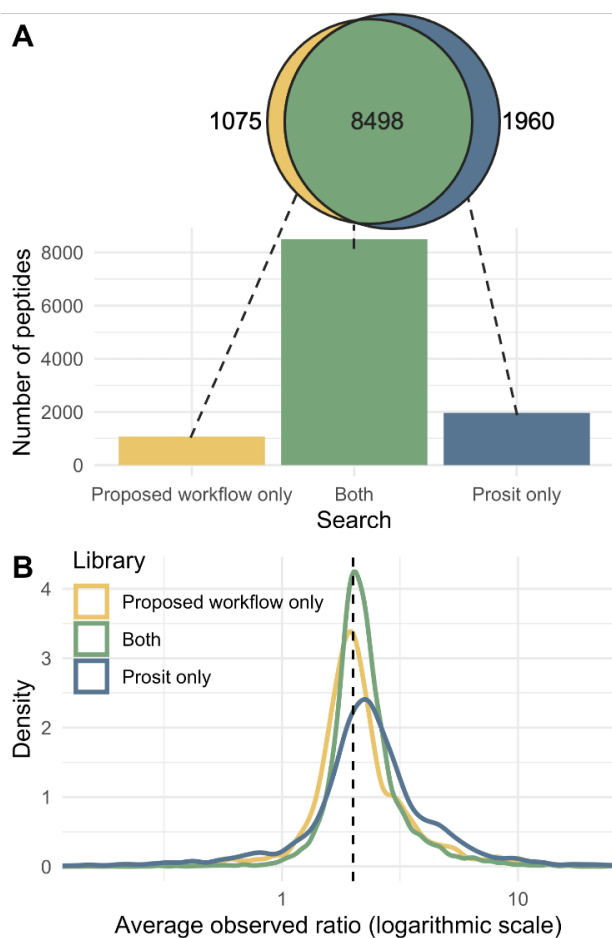 A
1075
8498
1960
Number of peptides
8000
6000
4000
2000
0
Proposed workflow only
Both
Prosit only
Search
B
Library
Proposed workflow only
Both
Prosit only
Density
4
3
2
1
0
1
10
Average observed ratio (logarithmic scale)